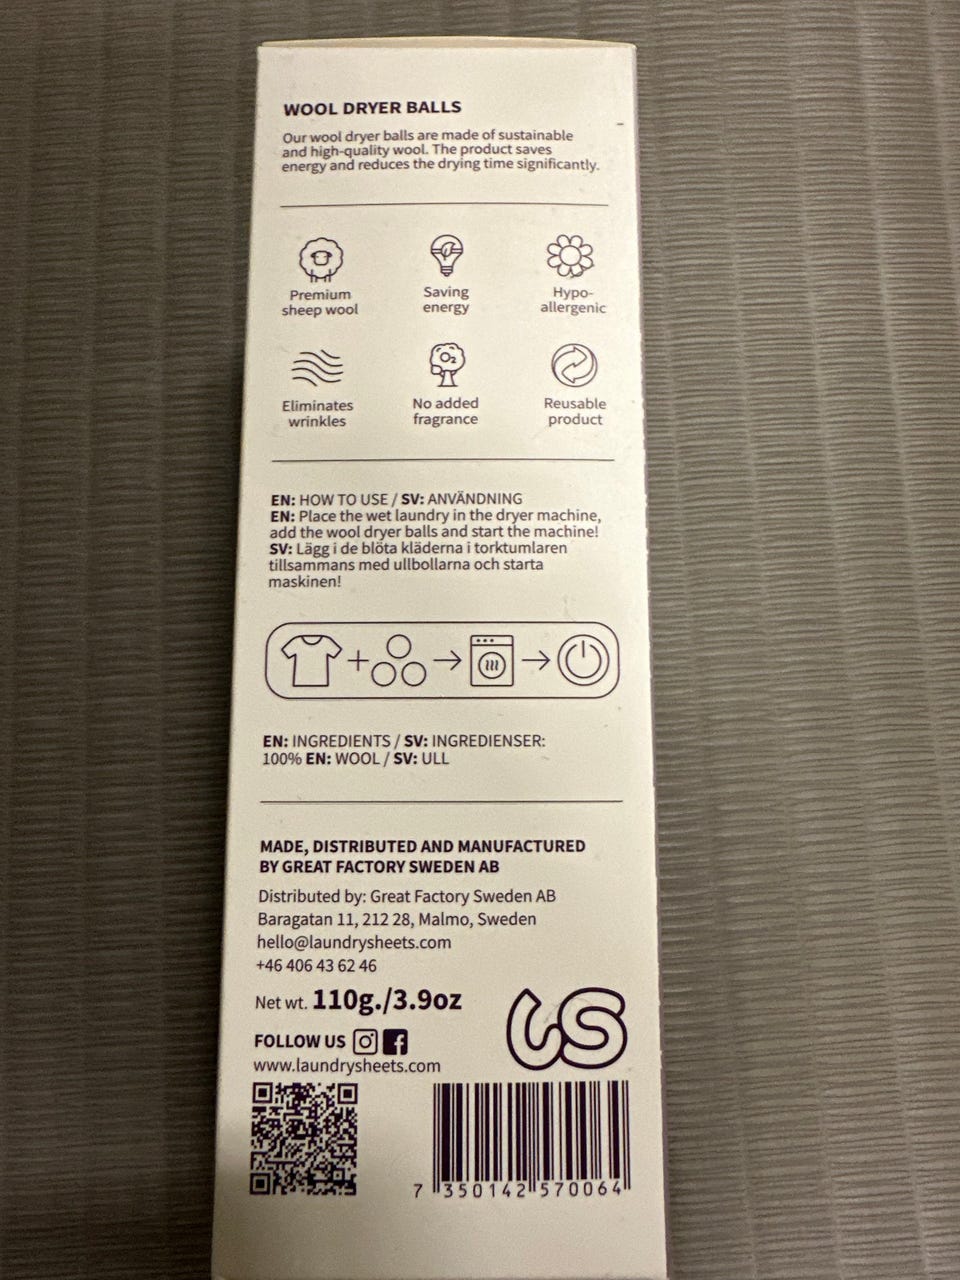 WOOL DRYER BALLS
Our wool dryer balls are made of sustainable
and high-quality wool. The product saves
energy and reduces the drying time significantly.
Premium
sheep wool
Saving
energy
Hypo-
allergenic
Eliminates
wrinkles
O2
No added
fragrance
Reusable
product
EN: HOW TO USE / SV: ANVÄNDNING
EN: Place the wet laundry in the dryer machine,
add the wool dryer balls and start the machine!
SV: Lägg i de blöta kläderna i torktumlaren
tillsammans med ullbollarna och starta
maskinen!
EN: INGREDIENTS / SV: INGREDIENSER:
100% EN: WOOL / SV: ULL
MADE, DISTRIBUTED AND MANUFACTURED
BY GREAT FACTORY SWEDEN AB
Distributed by: Great Factory Sweden AB
Baragatan 11, 212 28, Malmo, Sweden
hello@laundrysheets.com
+46 406 43 62 46
Net wt. 110g./3.9oz
LS
FOLLOW US
www.laundrysheets.com
7 350142 570064